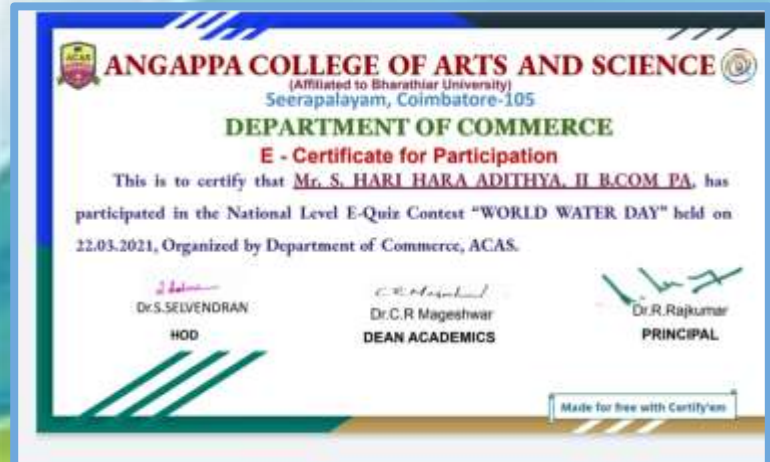 ACAS
ANGAPPA COLLEGE OF ARTS AND SCIENCE
(Affiliated to Bharathiar University)
Seerapalayam, Coimbatore-105
DEPARTMENT OF COMMERCE
E - Certificate for Participation
This is to certify that Mr. S. HARI HARA ADITHYA, II B.COM PA, has
participated in the National Level E-Quiz Contest “WORLD WATER DAY” held on
22.03.2021, Organized by Department of Commerce, ACAS.
Dr.S.SELVENDRAN Dr.C.R Mageshwar Dr.R.Rajkumar
HOD DEAN ACADEMICS PRINCIPAL
Made for free with Certify'em